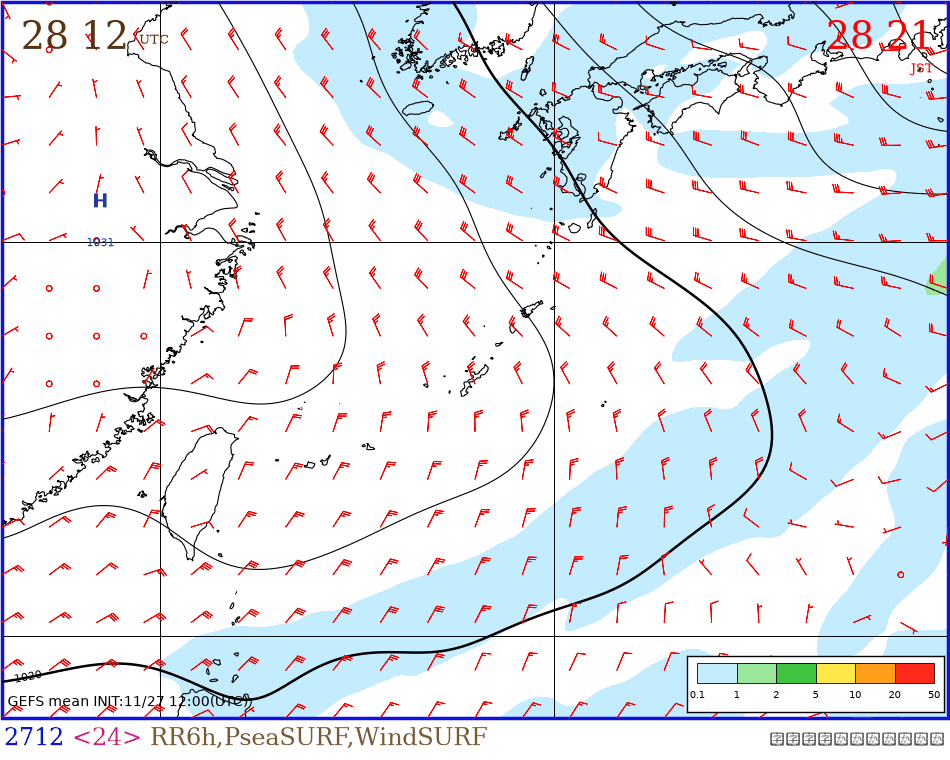 28 12 UTC
28 21
JST
H
1031
1020
GEFS mean INIT:11/27 12:00(UTC)
0.1 1 2 5 10 20 50
2712 <24> RR6h,PseaSURF,WindSURF